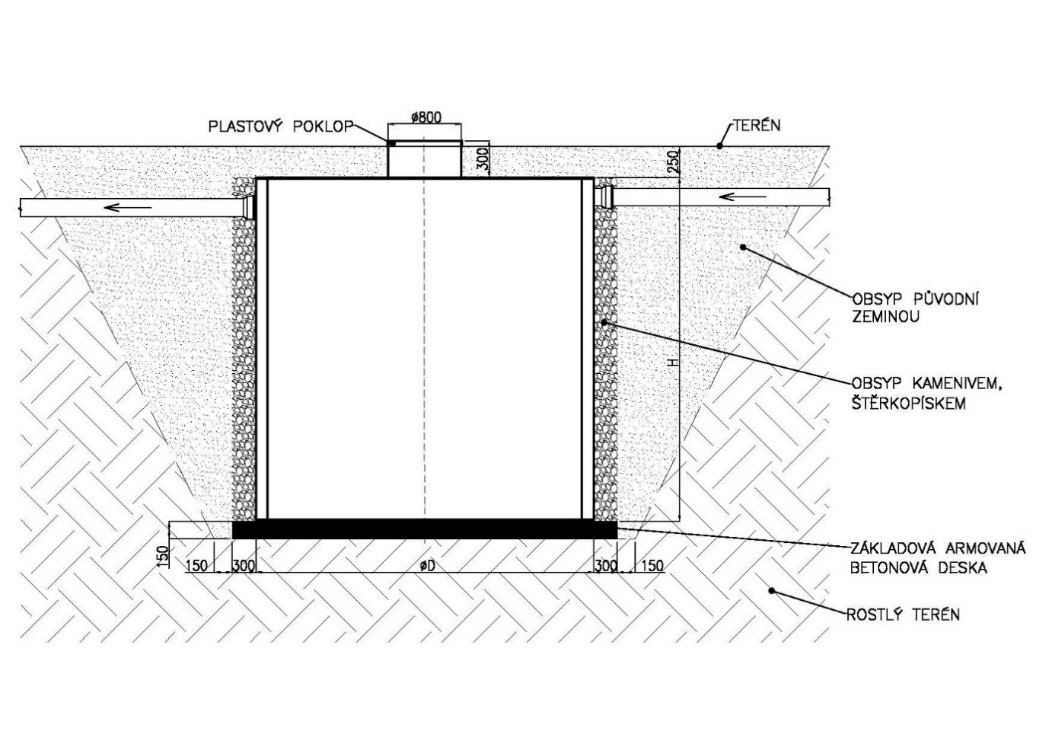 ø800
PLASTOVÝ POKLOP
TERÉN
300
250
OBSYP PŮVODNÍ
ZEMINOU
H
OBSYP KAMENIVEM,
ŠTĚRKOPÍSKEM
150
150
300
øD
300
150
ZÁKLADOVÁ ARMOVANÁ
BETONOVÁ DESKA
ROSTLÝ TERÉN